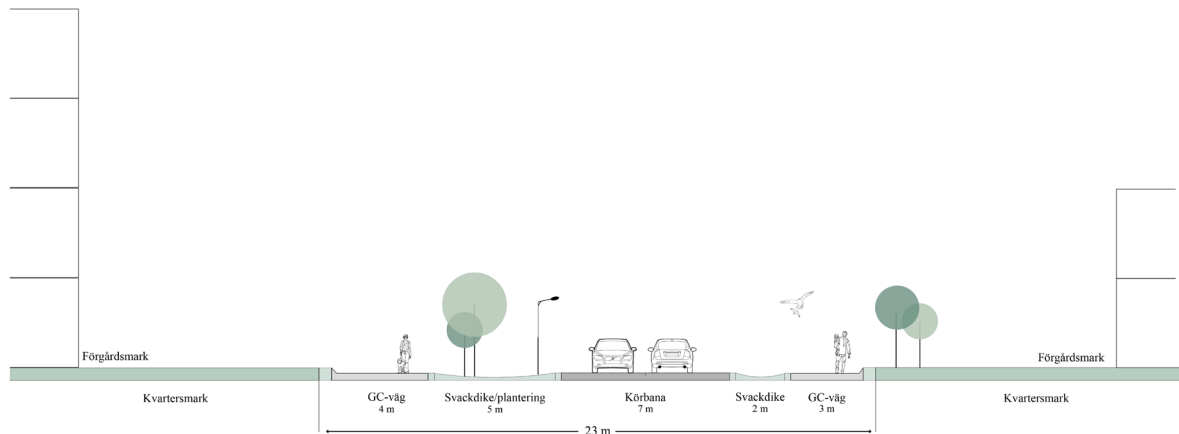 Förgårdsmark
Förgårdsmark
Kvartersmark
GC-väg
4 m
Svackdike/plantering
5 m
Körbana
7 m
Svackdike
2 m
GC-väg
3 m
Kvartersmark
23 m